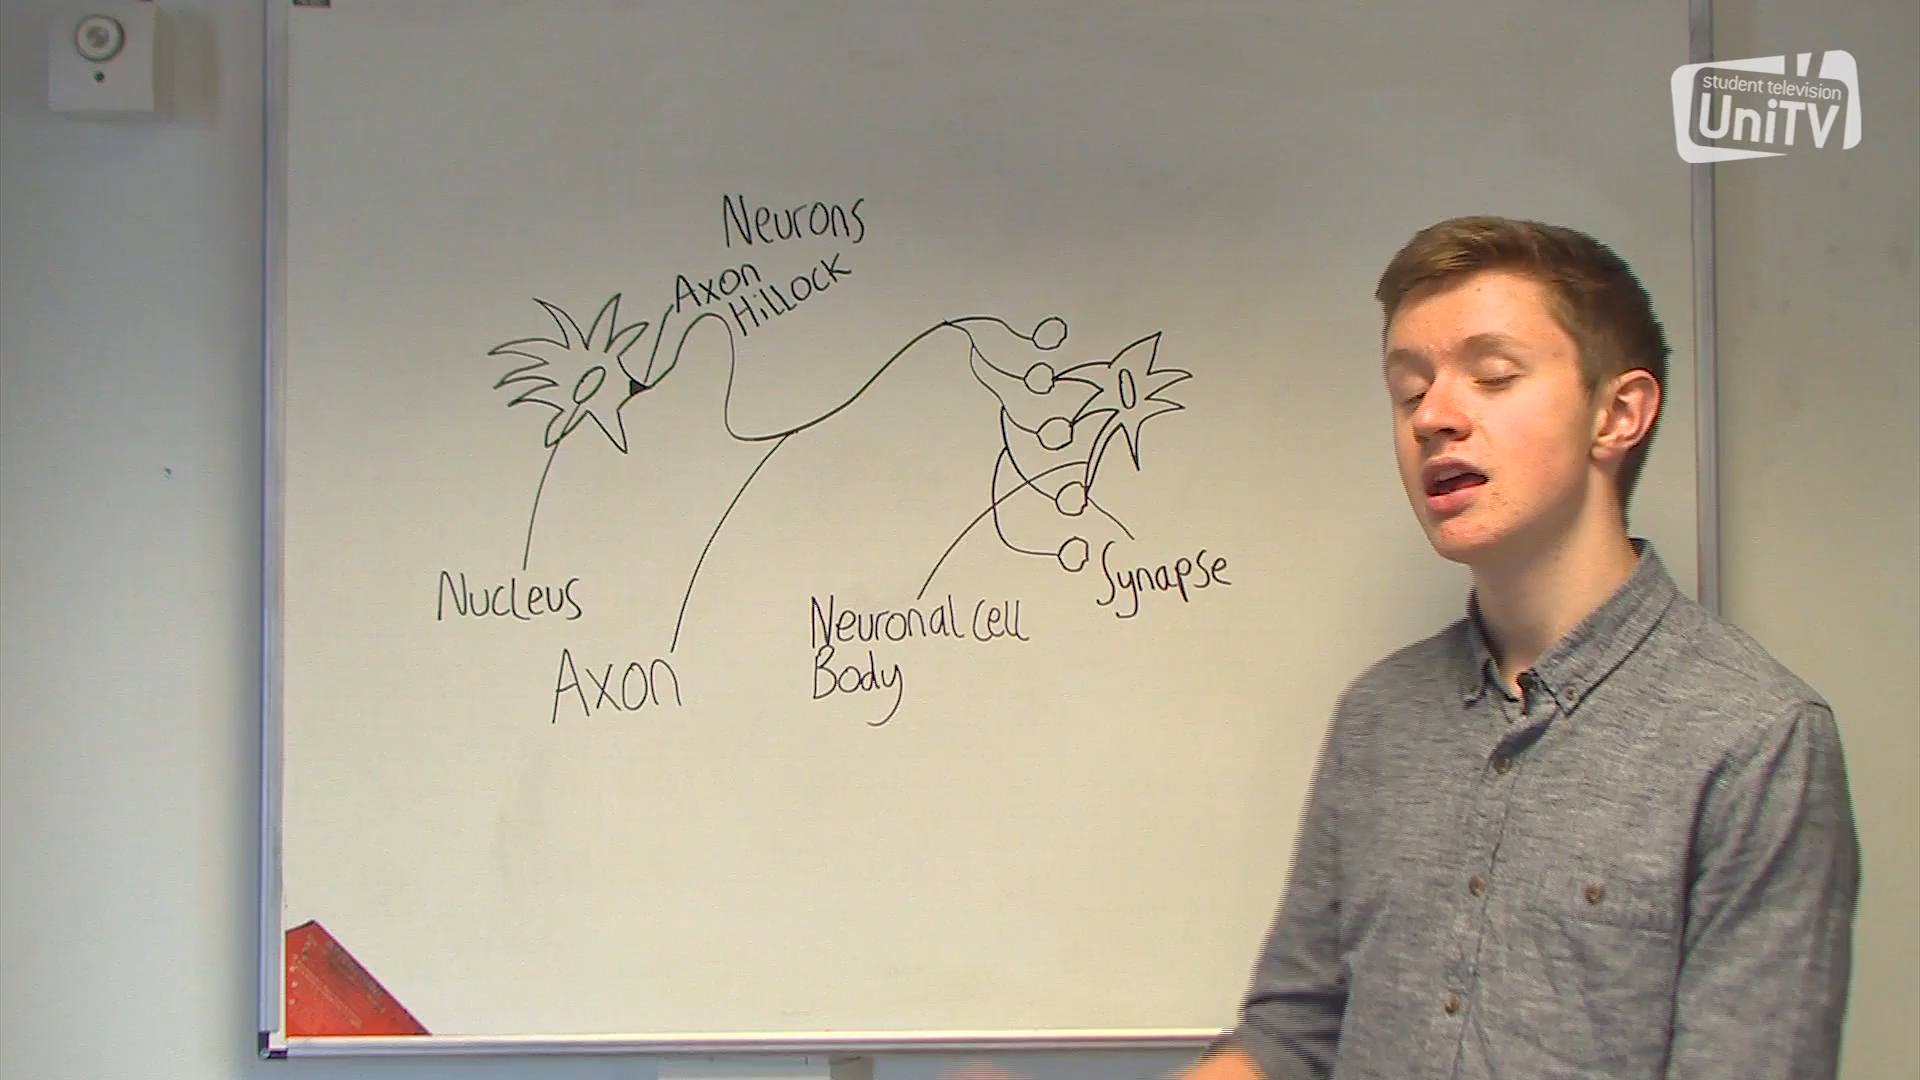 student television
UniTV
Neurons
Axon
Hillock
Nucleus
Axon
Neuronal cell
Body
Synapse